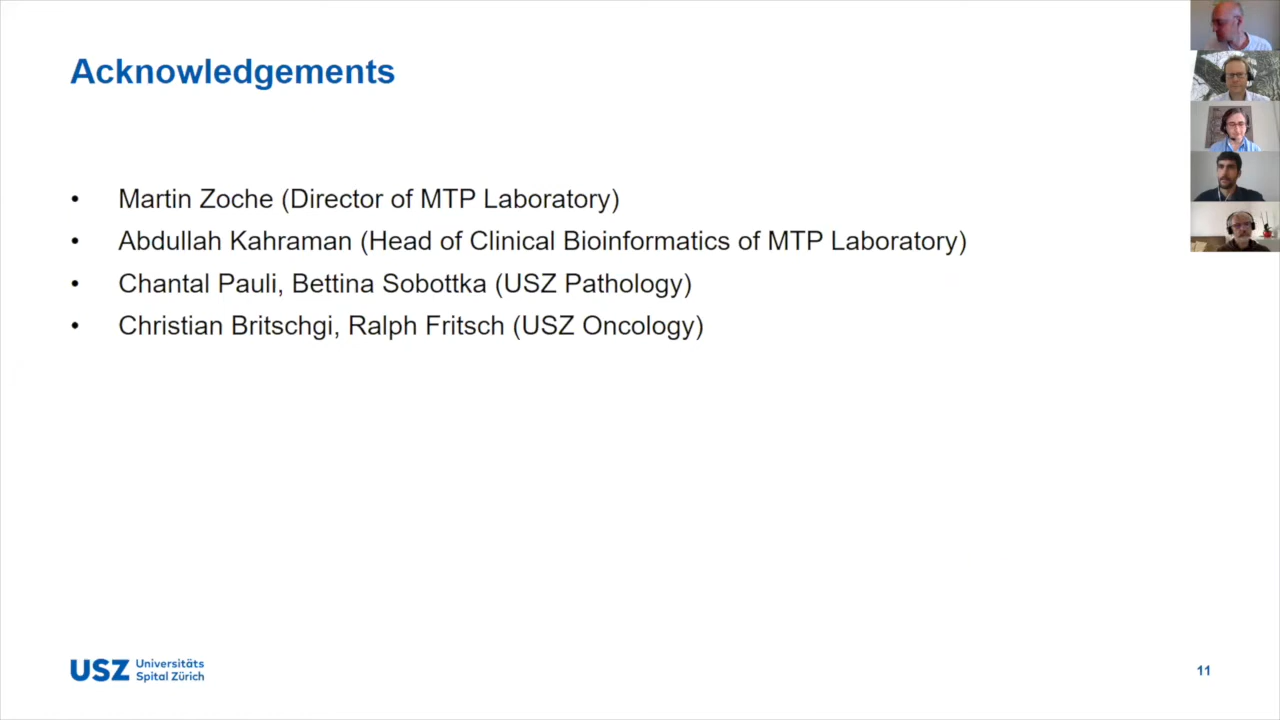 Acknowledgements
• Martin Zoche (Director of MTP Laboratory)
• Abdullah Kahraman (Head of Clinical Bioinformatics of MTP Laboratory)
• Chantal Pauli, Bettina Sobottka (USZ Pathology)
• Christian Britschgi, Ralph Fritsch (USZ Oncology)
USZ Universitäts
Spital Zürich
11